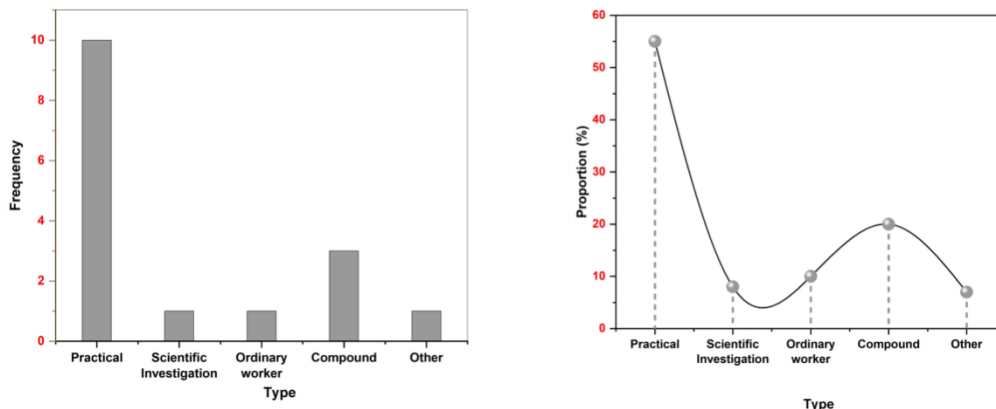 10
8
6
4
2
0
Frequency
Practical
Scientific
Investigation
Ordinary
worker
Compound
Other
Type
60
50
40
30
20
10
0
Proportion (%)
Practical
Scientific
Investigation
Ordinary
worker
Compound
Other
Type